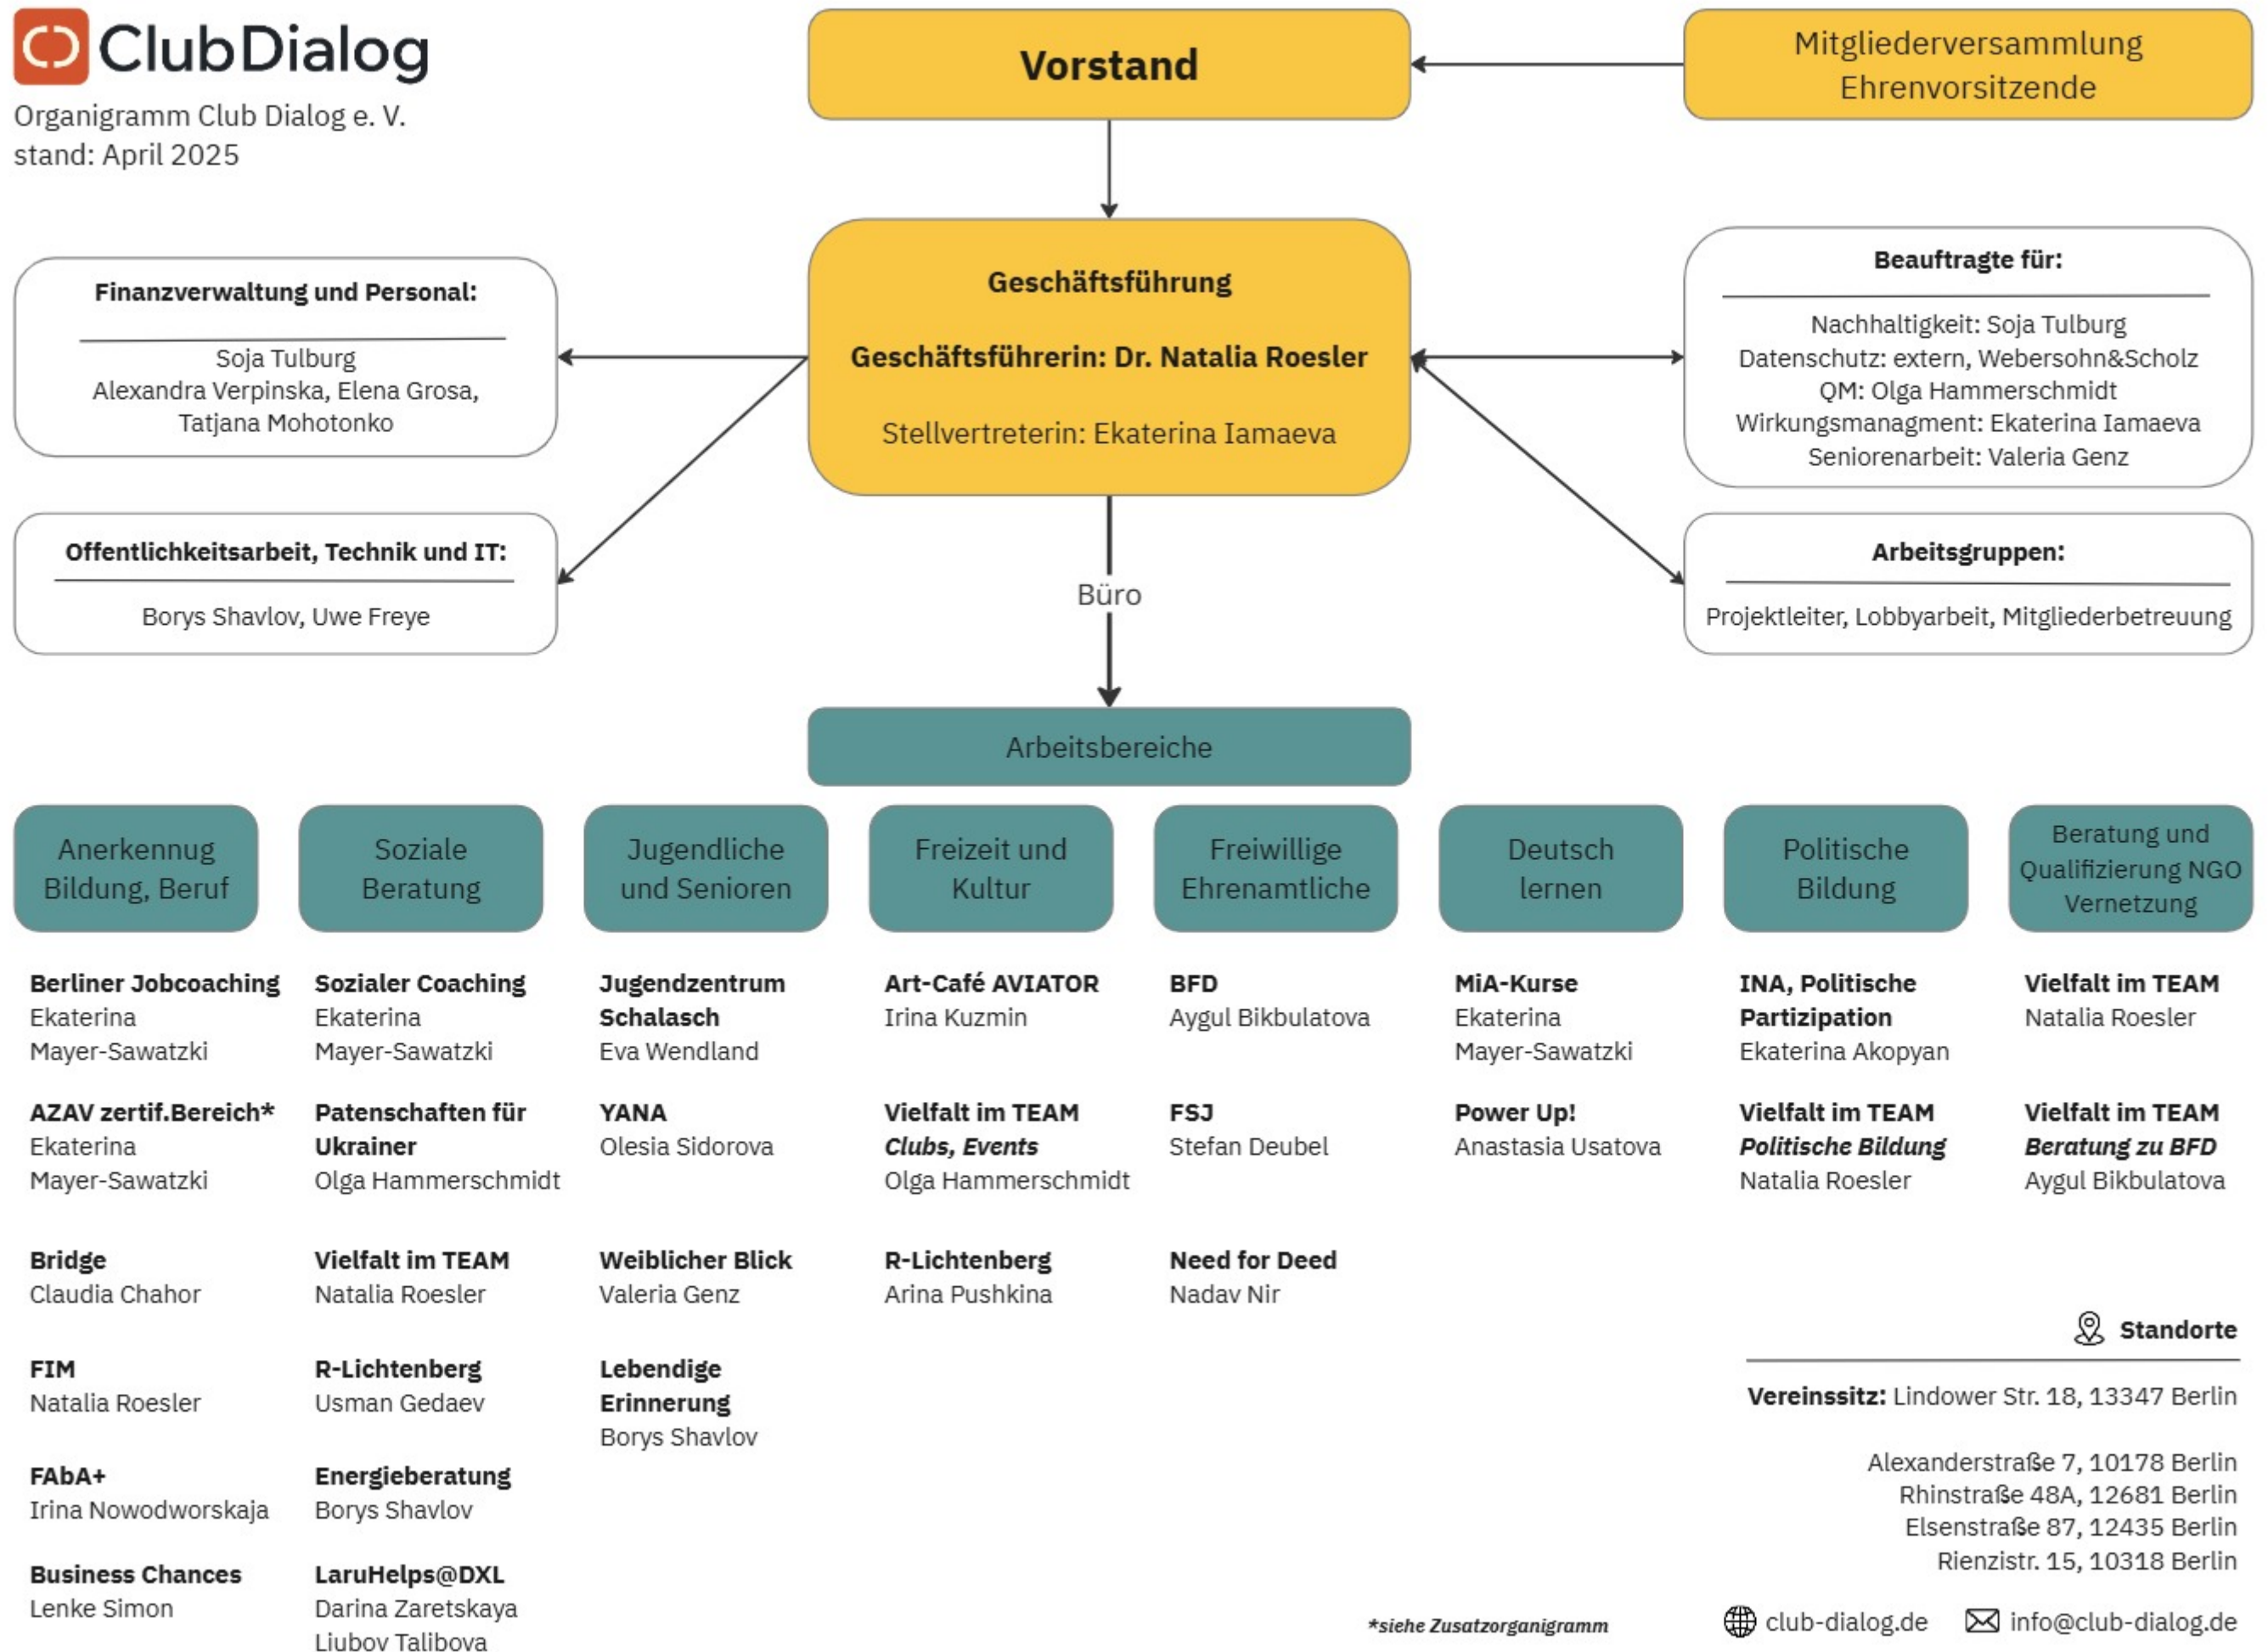 ClubDialog
Organigramm Club Dialog e. V.
stand: April 2025
Vorstand
Mitgliederversammlung
Ehrenvorsitzende
Finanzverwaltung und Personal:
Soja Tulburg
Alexandra Verpinska, Elena Grosa,
Tatjana Mohotonko
Geschäftsführung
Geschäftsführerin: Dr. Natalia Roesler
Stellvertreterin: Ekaterina Iamaeva
Beauftragte für:
Nachhaltigkeit: Soja Tulburg
Datenschutz: extern, Webersohn&Scholz
QM: Olga Hammerschmidt
Wirkungsmanagment: Ekaterina Iamaeva
Seniorenarbeit: Valeria Genz
Offentlichkeitsarbeit, Technik und IT:
Borys Shavlov, Uwe Freye
Büro
Arbeitsgruppen:
Projektleiter, Lobbyarbeit, Mitgliederbetreuung
Arbeitsbereiche
Anerkennug
Bildung, Beruf
Berliner Jobcoaching
Ekaterina
Mayer-Sawatzki
AZAV zertif.Bereich*
Ekaterina
Mayer-Sawatzki
Bridge
Claudia Chahor
FIM
Natalia Roesler
FAbA+
Irina Nowodworskaja
Business Chances
Lenke Simon
Soziale
Beratung
Sozialer Coaching
Ekaterina
Mayer-Sawatzki
Patenschaften für
Ukrainer
Olga Hammerschmidt
Vielfalt im TEAM
Natalia Roesler
R-Lichtenberg
Usman Gedaev
Energieberatung
Borys Shavlov
LaruHelps@DXL
Darina Zaretskaya
Liubov Talibova
Jugendliche
und Senioren
Jugendzentrum
Schalasch
Eva Wendland
YANA
Olesia Sidorova
Weiblicher Blick
Valeria Genz
Lebendige
Erinnerung
Borys Shavlov
Freizeit und
Kultur
Art-Café AVIATOR
Irina Kuzmin
Vielfalt im TEAM
Clubs, Events
Olga Hammerschmidt
R-Lichtenberg
Arina Pushkina
Freiwillige
Ehrenamtliche
BFD
Aygul Bikbulatova
FSJ
Stefan Deubel
Need for Deed
Nadav Nir
Deutsch
lernen
MiA-Kurse
Ekaterina
Mayer-Sawatzki
Power Up!
Anastasia Usatova
Politische
Bildung
INA, Politische
Partizipation
Ekaterina Akopyan
Vielfalt im TEAM
Politische Bildung
Natalia Roesler
Beratung und
Qualifizierung NGO
Vernetzung
Vielfalt im TEAM
Natalia Roesler
Vielfalt im TEAM
Beratung zu BFD
Aygul Bikbulatova
Standorte
Vereinssitz: Lindower Str. 18, 13347 Berlin
Alexanderstraße 7, 10178 Berlin
Rhinstraße 48A, 12681 Berlin
Elsenstraße 87, 12435 Berlin
Rienzistr. 15, 10318 Berlin
*siehe Zusatzorganigramm
club-dialog.de
info@club-dialog.de